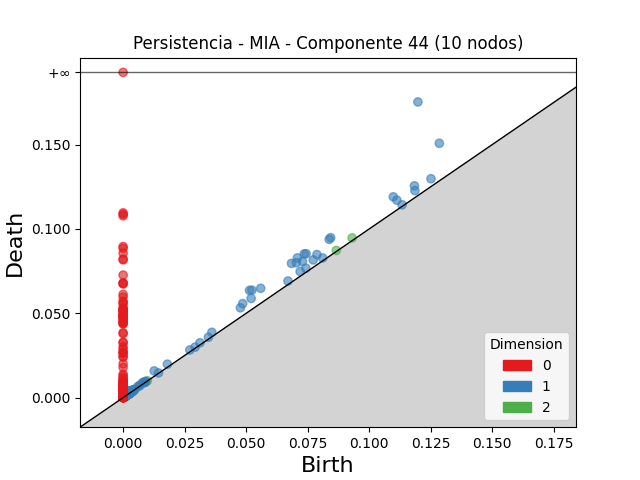 Persistencia - MIA - Componente 44 (10 nodos)
+∞
0.150
0.100
0.050
0.000
Death
Dimension
0
1
2
0.000 0.025 0.050 0.075 0.100 0.125 0.150 0.175
Birth